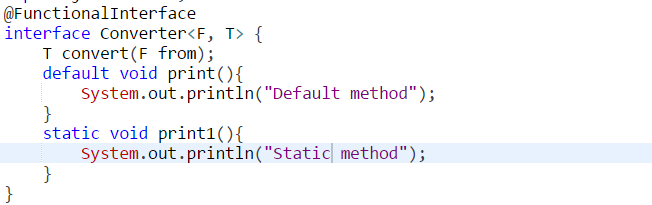 @FunctionalInterface
interface Converter<F, T> {
    T convert(F from);
    default void print(){
        System.out.println("Default method");
    }
    static void print1(){
        System.out.println("Static method");
    }
}